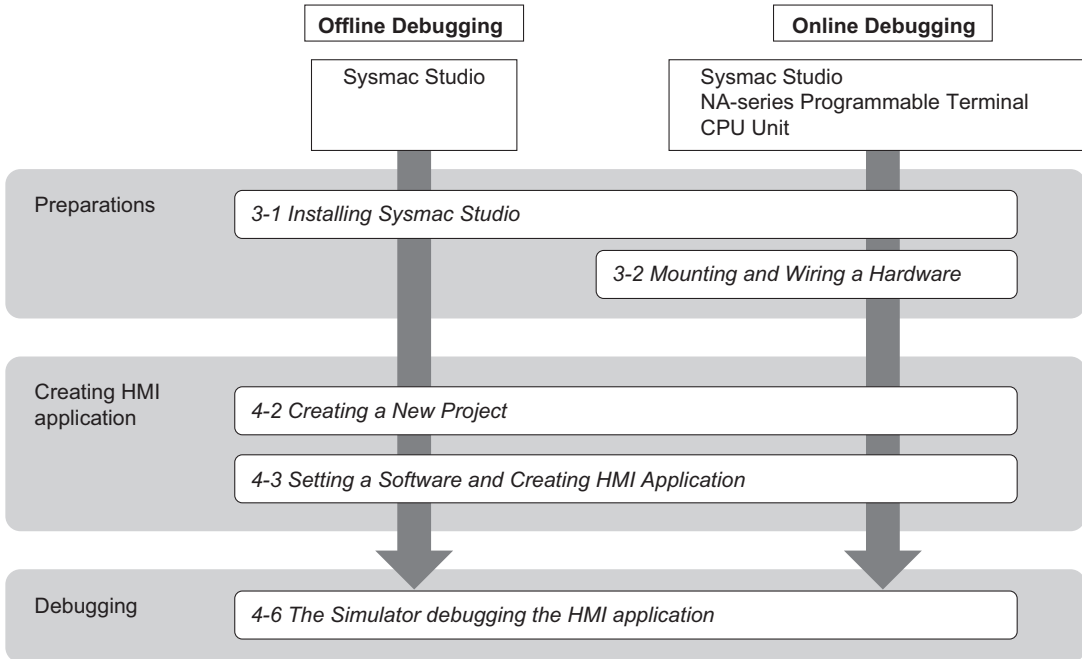 Offline Debugging
Online Debugging
Sysmac Studio
Sysmac Studio
NA-series Programmable Terminal
CPU Unit
Preparations
3-1 Installing Sysmac Studio
3-2 Mounting and Wiring a Hardware
Creating HMI
application
4-2 Creating a New Project
4-3 Setting a Software and Creating HMI Application
Debugging
4-6 The Simulator debugging the HMI application